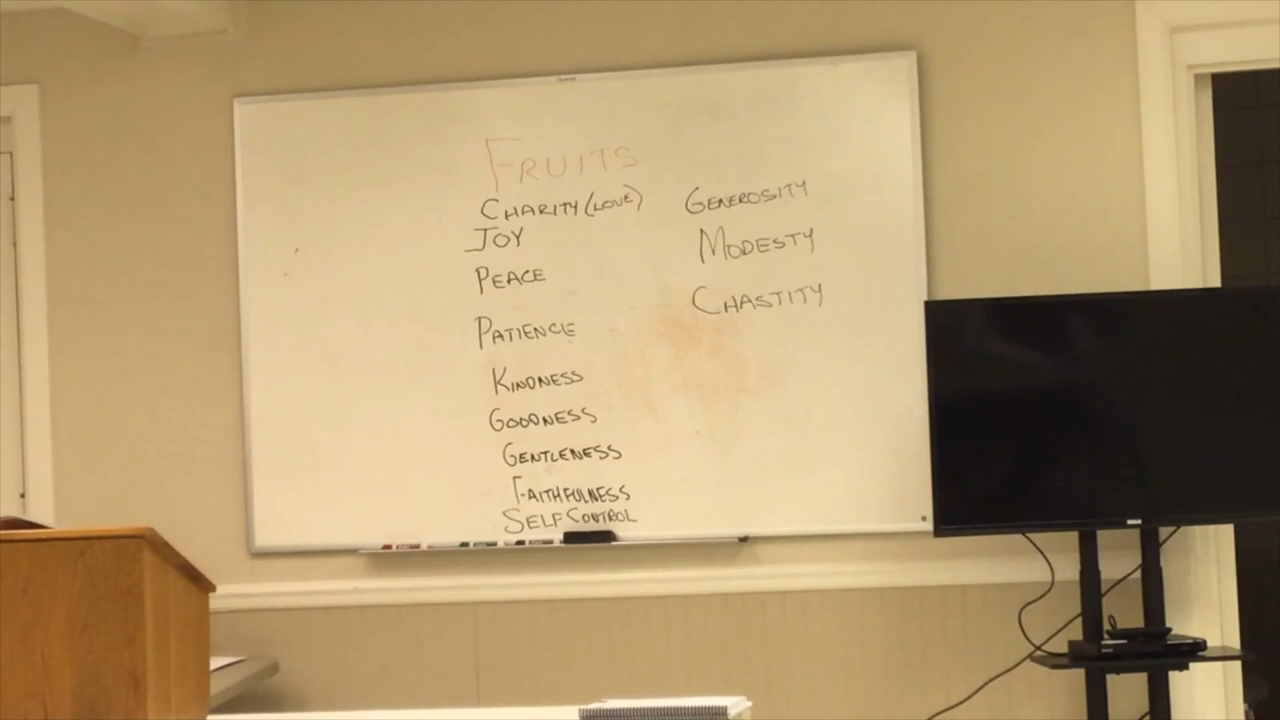 FRUITS
CHARITY (LOVE)
JOY
PEACE
PATIENCE
KINDNESS
GOODNESS
GENTLENESS
FAITHFULNESS
SELF CONTROL
GENEROSITY
MODESTY
CHASTITY